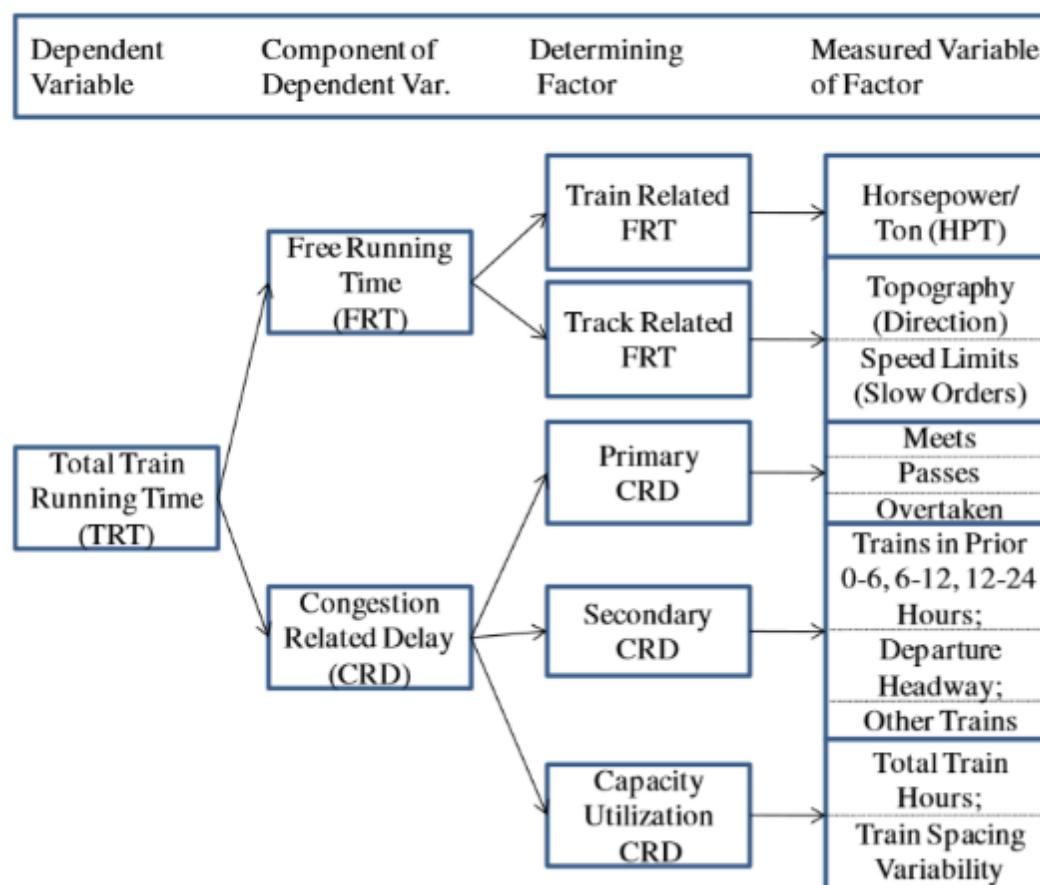 Dependent
Variable
Component of
Dependent Var.
Determining
Factor
Measured Variable
of Factor
Total Train
Running Time
(TRT)
Free Running
Time
(FRT)
Congestion
Related Delay
(CRD)
Train Related
FRT
Track Related
FRT
Primary
CRD
Secondary
CRD
Capacity
Utilization
CRD
Horsepower/
Ton (HPT)
Topography
(Direction)
Speed Limits
(Slow Orders)
Meets
Passes
Overtaken
Trains in Prior
0-6, 6-12, 12-24
Hours;
Departure
Headway;
Other Trains
Total Train
Hours;
Train Spacing
Variability